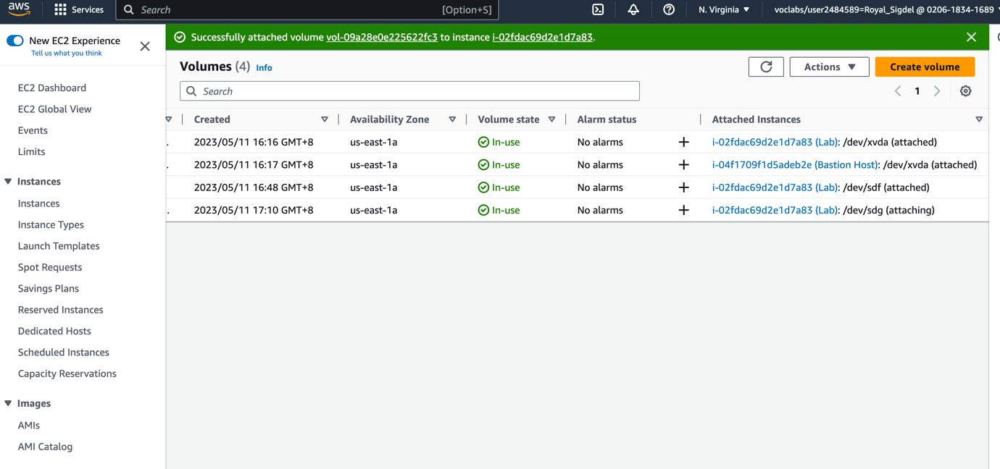 aws
Services
Search
[Option+S]
N. Virginia
voclabs/user2484589=Royal_Sigdel @ 0206-1834-1689
New EC2 Experience
Tell us what you think
Successfully attached volume vol-09a28e0e225622fc3 to instance i-02fdac69d2e1d7a83.
EC2 Dashboard
EC2 Global View
Events
Limits
Instances
Instances
Instance Types
Launch Templates
Spot Requests
Savings Plans
Reserved Instances
Dedicated Hosts
Scheduled Instances
Capacity Reservations
Images
AMIs
AMI Catalog
Volumes (4) Info
Actions
Create volume
Search
1
Created Availability Zone Volume state Alarm status Attached Instances
. 2023/05/11 16:16 GMT+8 us-east-1a In-use No alarms + i-02fdac69d2e1d7a83 (Lab): /dev/xvda (attached)
. 2023/05/11 16:17 GMT+8 us-east-1a In-use No alarms + i-04f1709f1d5adeb2e (Bastion Host): /dev/xvda (attached)
2023/05/11 16:48 GMT+8 us-east-1a In-use No alarms + i-02fdac69d2e1d7a83 (Lab): /dev/sdf (attached)
. 2023/05/11 17:10 GMT+8 us-east-1a In-use No alarms + i-02fdac69d2e1d7a83 (Lab): /dev/sdg (attaching)